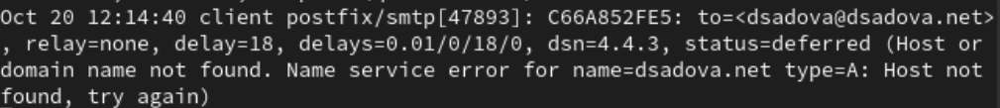 Oct 20 12:14:40 client postfix/smtp[47893]: C66A852FE5: to=<dsadova@dsadova.net>
, relay=none, delay=18, delays=0.01/0/18/0, dsn=4.4.3, status=deferred (Host or
domain name not found. Name service error for name=dsadova.net type=A: Host not
found, try again)